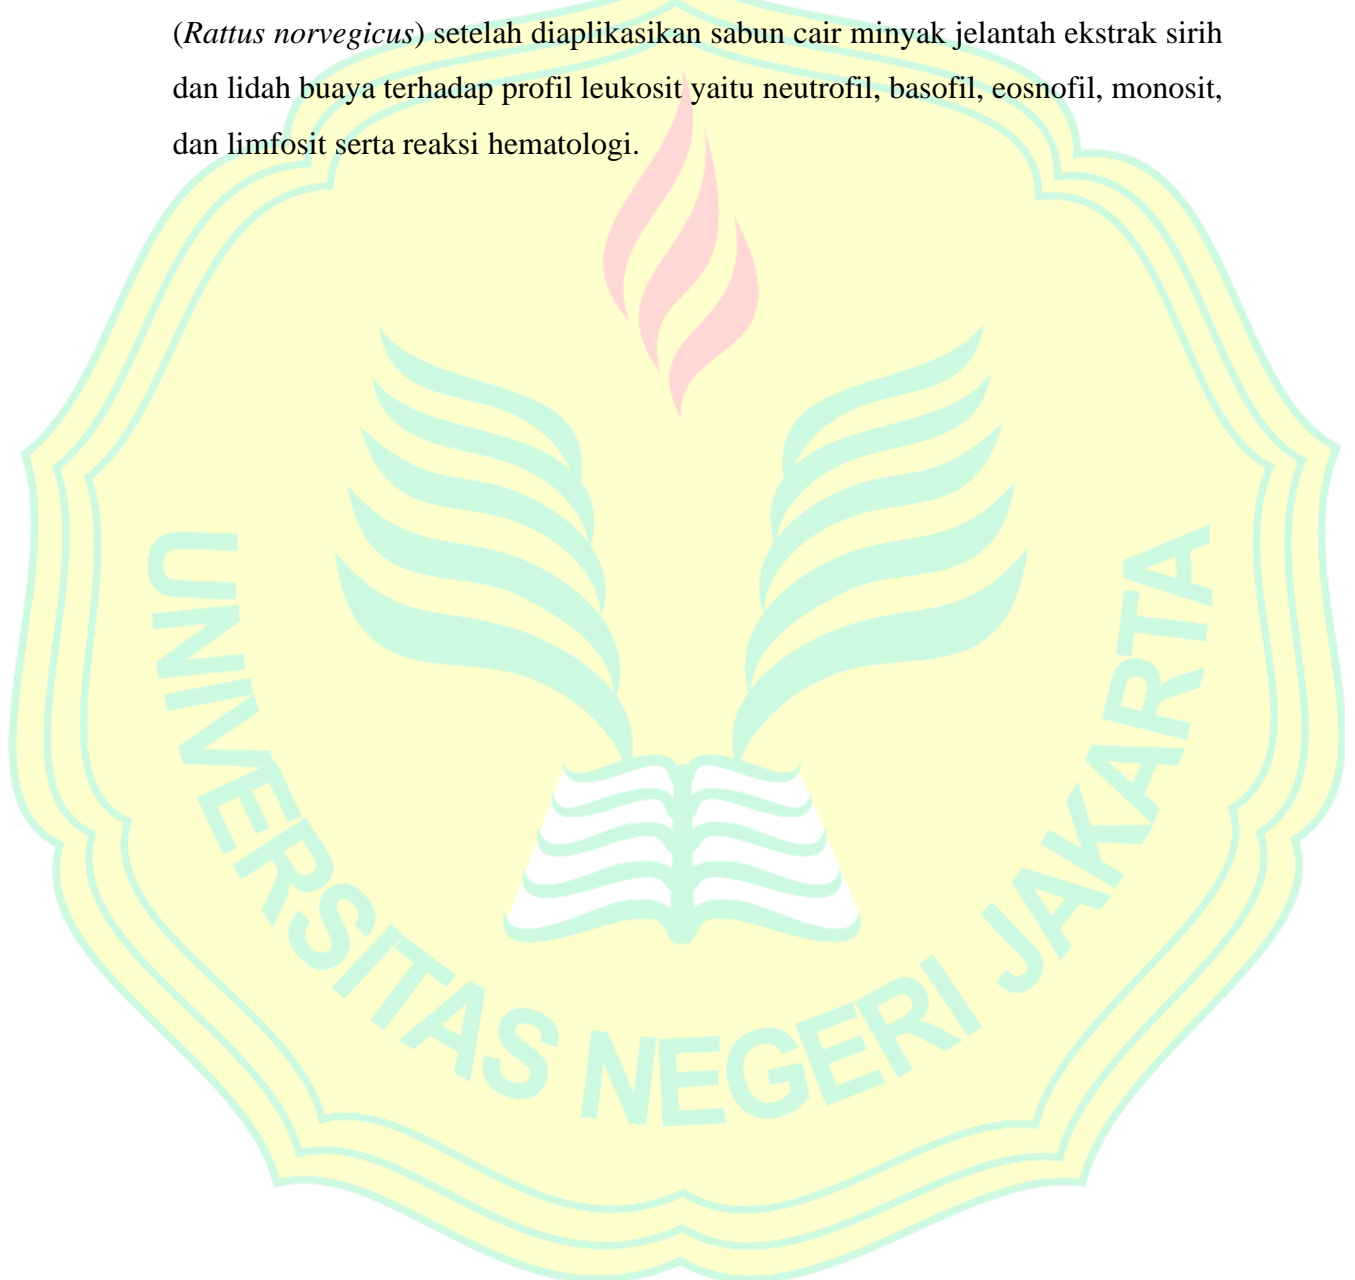 (Rattus norvegicus) setelah diaplikasikan sabun cair minyak jelantah ekstrak sirih
dan lidah buaya terhadap profil leukosit yaitu neutrofil, basofil, eosnofil, monosit,
dan limfosit serta reaksi hematologi.
UNIVERSITAS NEGERI JAKARTA